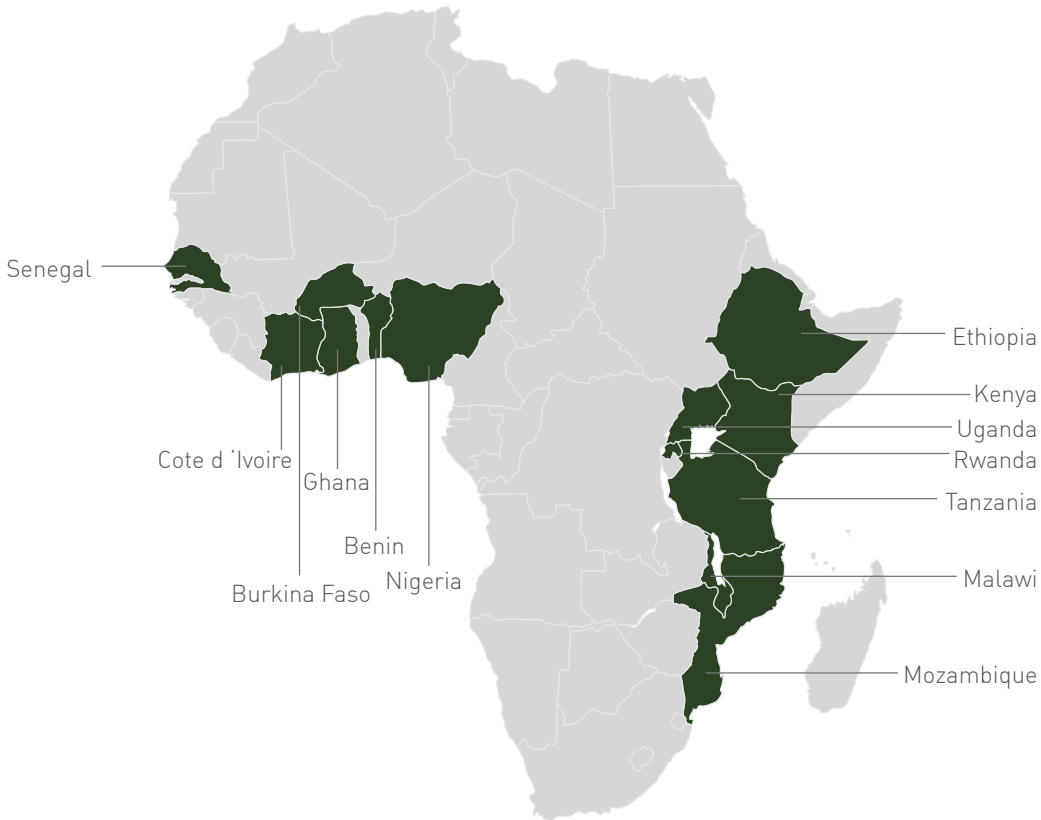 Senegal
Ethiopia
Kenya
Uganda
Rwanda
Cote d ‘Ivoire
Ghana
Tanzania
Benin
Nigeria
Burkina Faso
Malawi
Mozambique